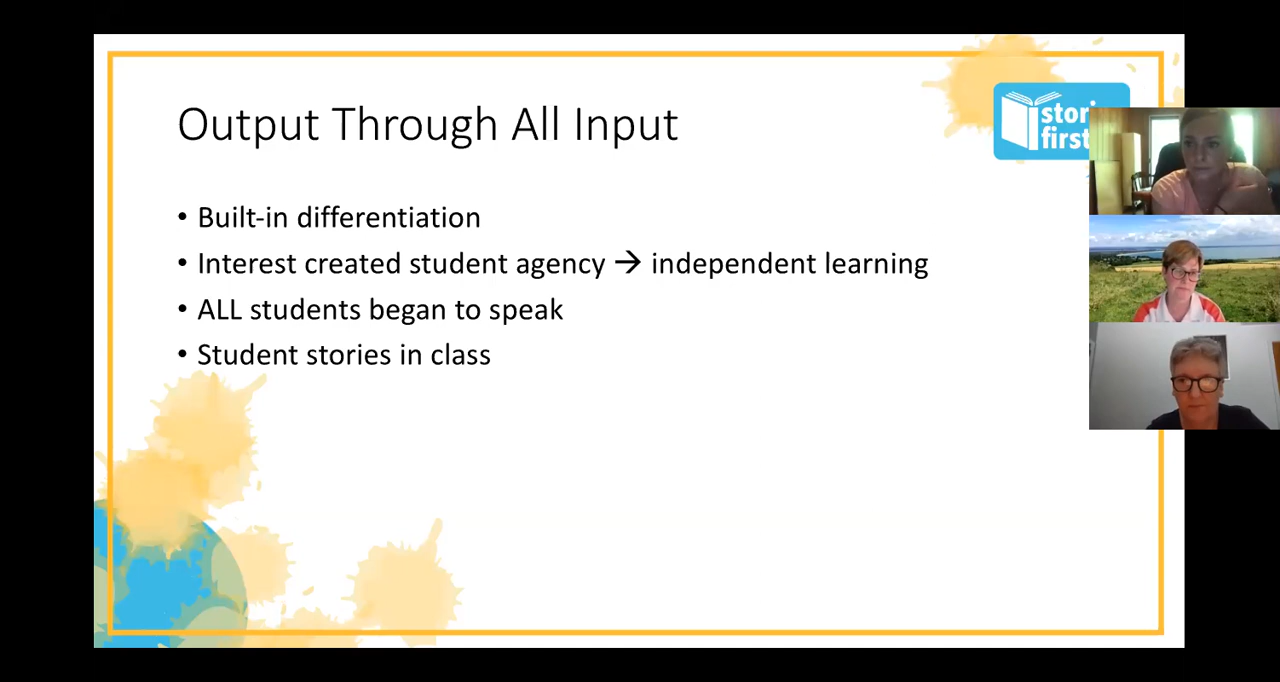 Output Through All Input
• Built-in differentiation
• Interest created student agency → independent learning
• ALL students began to speak
• Student stories in class
first